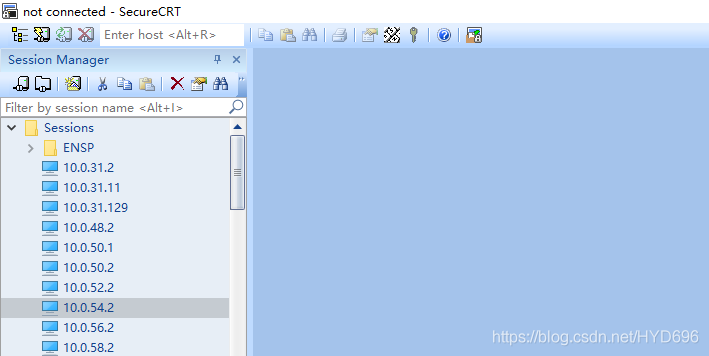 not connected - SecureCRT
Enter host <Alt+R>
Session Manager
Filter by session name <Alt+I>
Sessions
ENSP
10.0.31.2
10.0.31.11
10.0.31.129
10.0.48.2
10.0.50.1
10.0.50.2
10.0.52.2
10.0.54.2
10.0.56.2
10.0.58.2
https://blog.csdn.net/HYD696